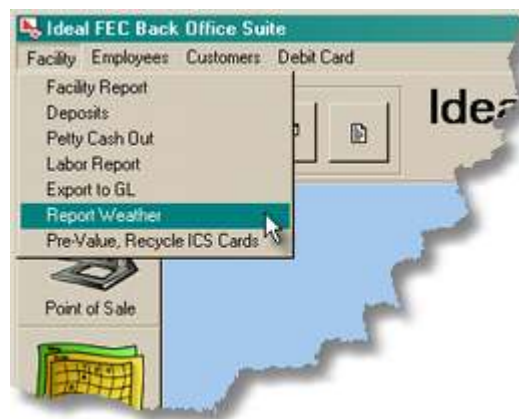 Ideal FEC Back Office Suite
Facility Employees Customers Debit Card
Facility Report
Deposits
Petty Cash Out
Labor Report
Export to GL
Report Weather
Pre-Value, Recycle ICS Cards
Point of Sale